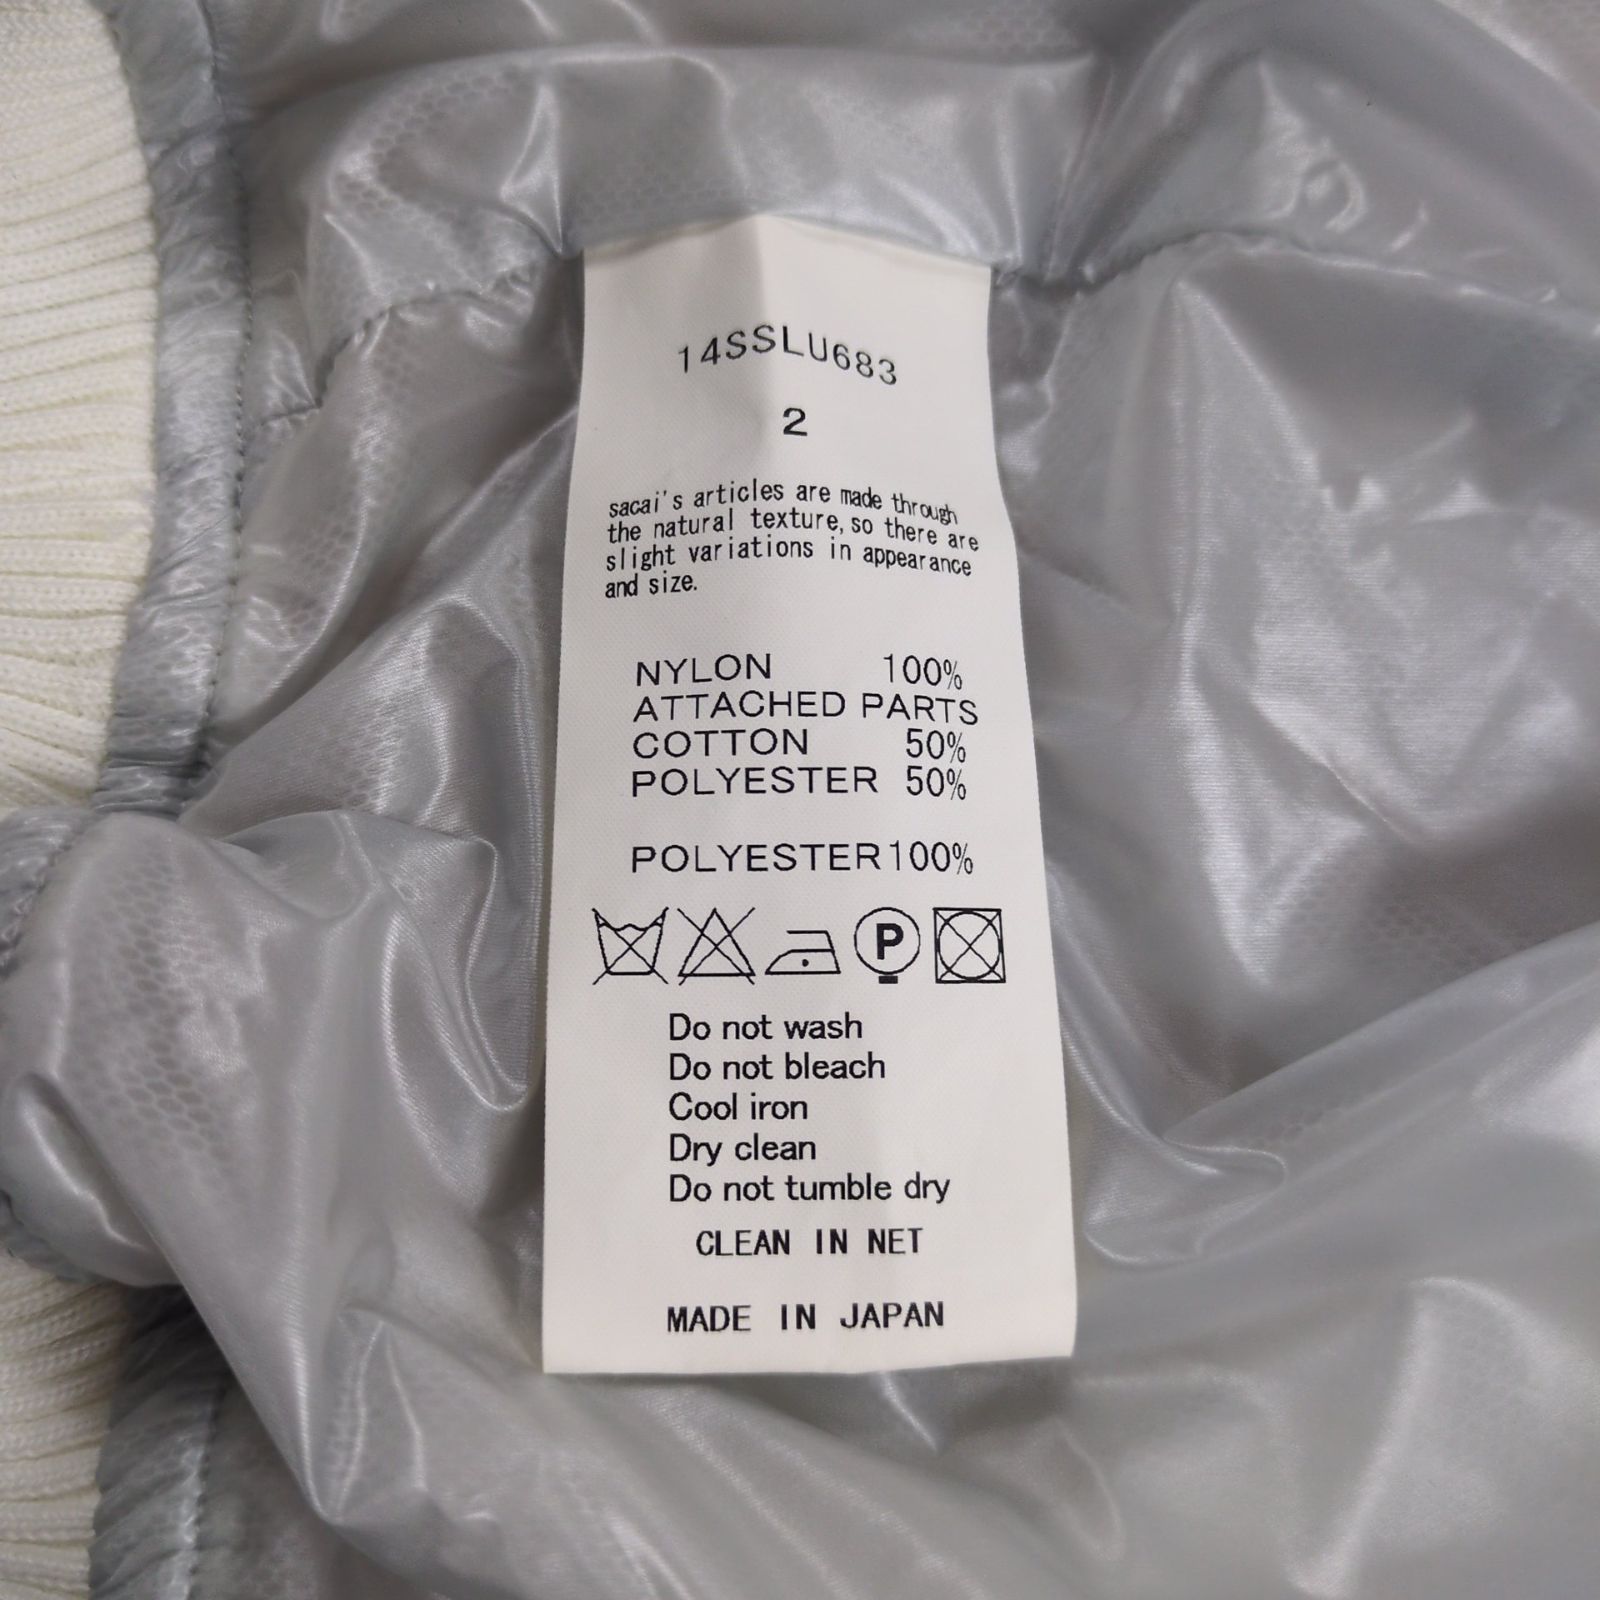 14SSLU683
2
sacai's articles are made through
the natural texture, so there are
slight variations in appearance
and size.
NYLON 100%
ATTACHED PARTS
COTTON 50%
POLYESTER 50%
POLYESTER 100%
P
Do not wash
Do not bleach
Cool iron
Dry clean
Do not tumble dry
CLEAN IN NET
MADE IN JAPAN